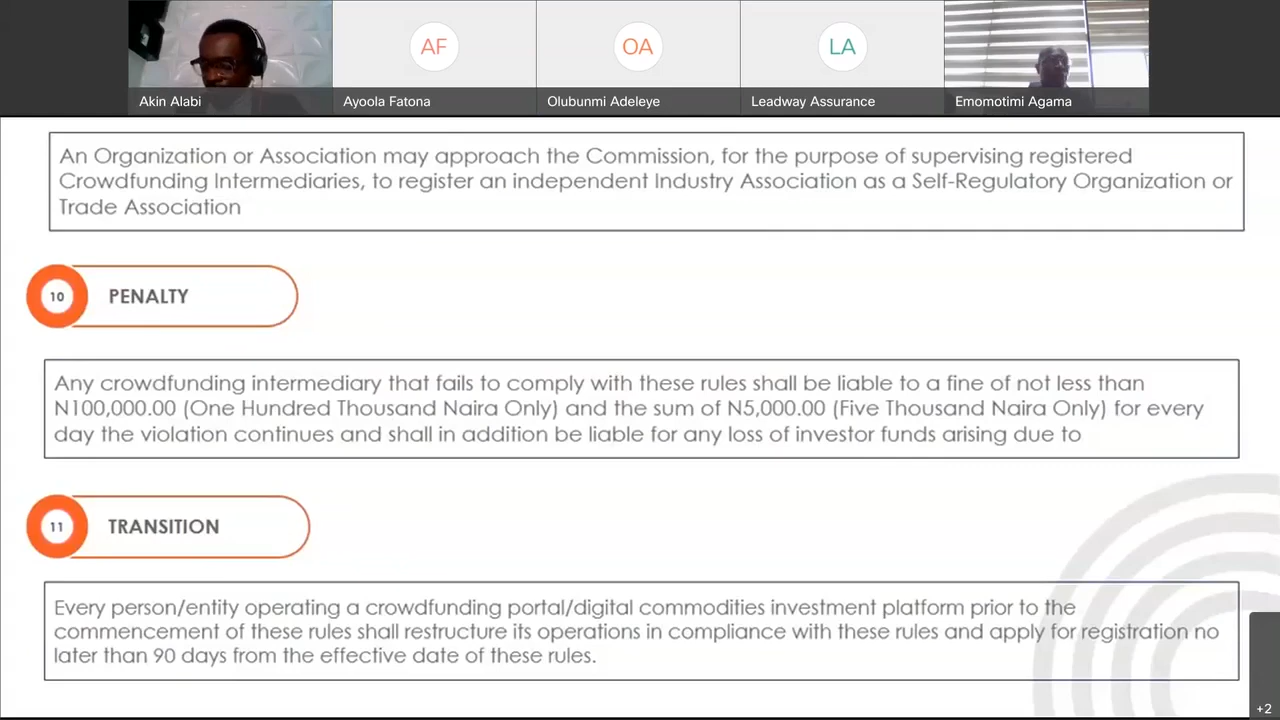 AF
OA
LA
Akin Alabi
Ayoola Fatona
Olubunmi Adeleye
Leadway Assurance
Emomotimi Agama
An Organization or Association may approach the Commission, for the purpose of supervising registered
Crowdfunding Intermediaries, to register an independent Industry Association as a Self-Regulatory Organization or
Trade Association
10
PENALTY
Any crowdfunding intermediary that fails to comply with these rules shall be liable to a fine of not less than
N100,000.00 (One Hundred Thousand Naira Only) and the sum of N5,000.00 (Five Thousand Naira Only) for every
day the violation continues and shall in addition be liable for any loss of investor funds arising due to
11
TRANSITION
Every person/entity operating a crowdfunding portal/digital commodities investment platform prior to the
commencement of these rules shall restructure its operations in compliance with these rules and apply for registration no
later than 90 days from the effective date of these rules.
+2